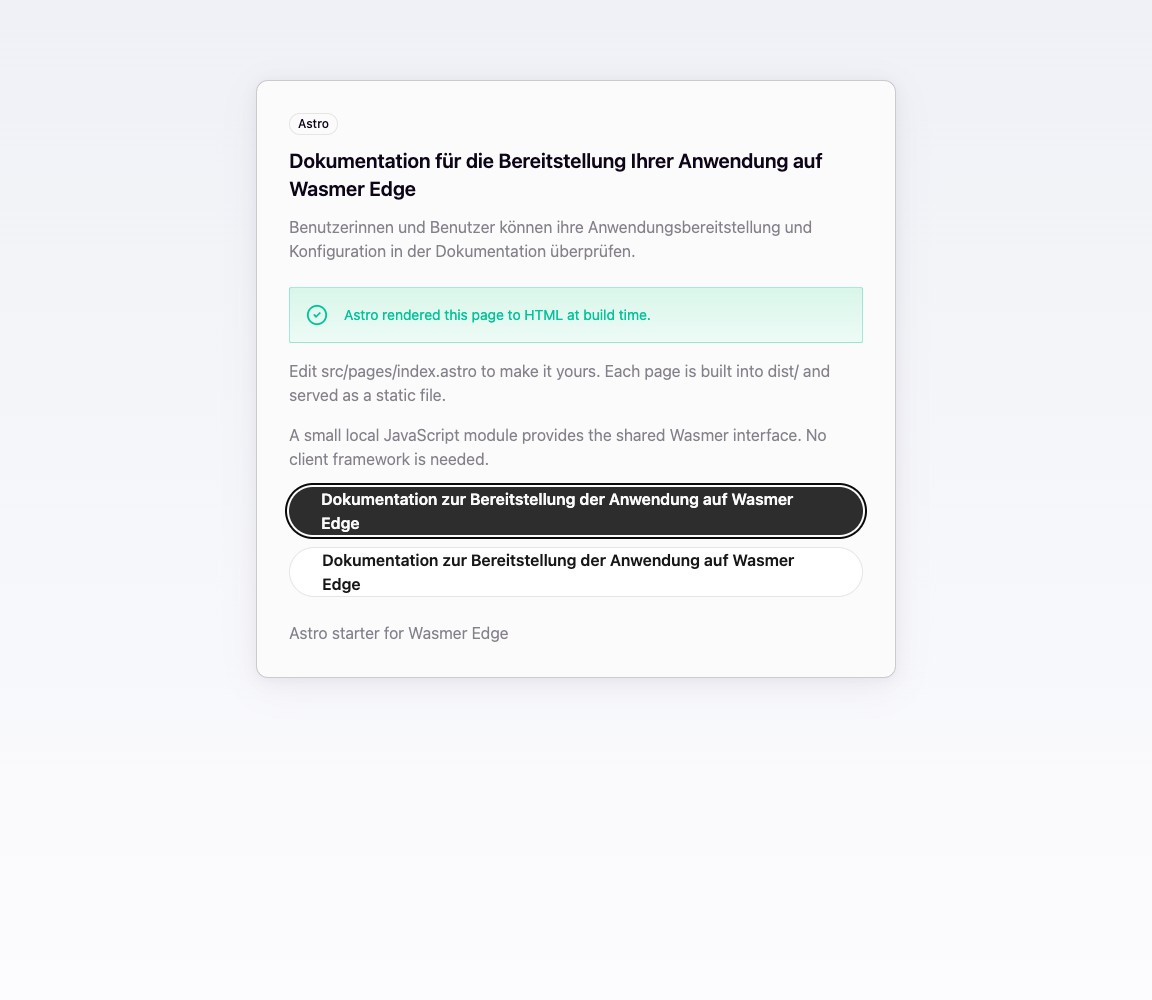 Astro
Dokumentation für die Bereitstellung Ihrer Anwendung auf
Wasmer Edge
Benutzerinnen und Benutzer können ihre Anwendungsbereitstellung und
Konfiguration in der Dokumentation überprüfen.
Astro rendered this page to HTML at build time.
Edit src/pages/index.astro to make it yours. Each page is built into dist/ and
served as a static file.
A small local JavaScript module provides the shared Wasmer interface. No
client framework is needed.
Dokumentation zur Bereitstellung der Anwendung auf Wasmer
Edge
Dokumentation zur Bereitstellung der Anwendung auf Wasmer
Edge
Astro starter for Wasmer Edge